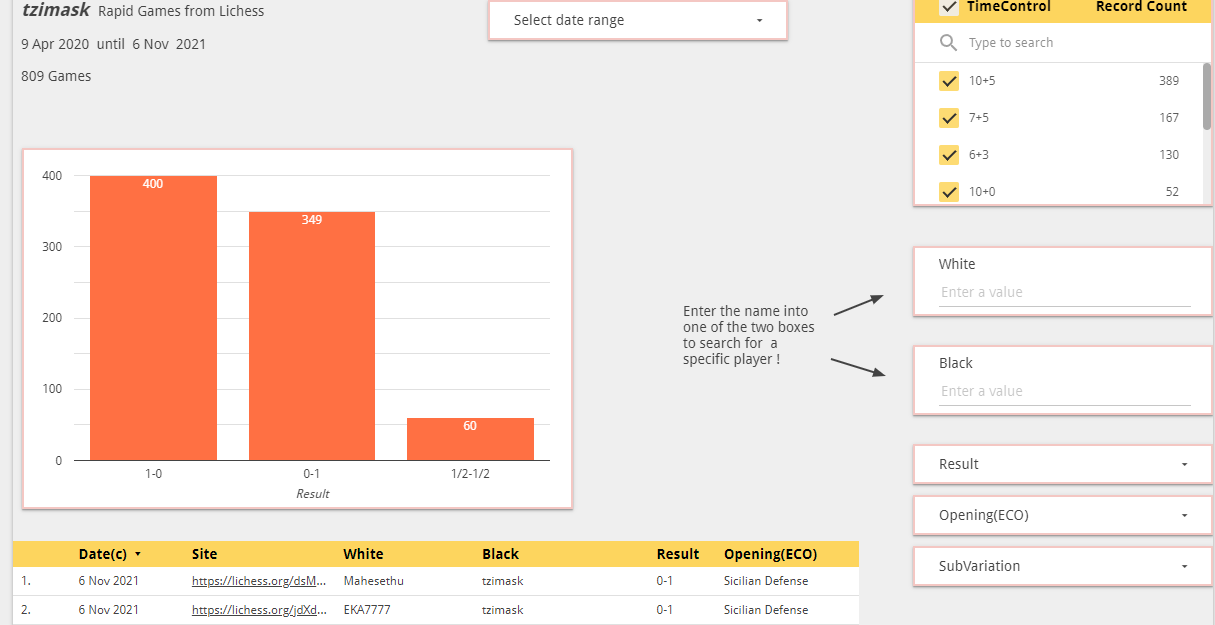 tzimask Rapid Games from Lichess
9 Apr 2020 until 6 Nov 2021
809 Games
Select date range
TimeControl Record Count
Type to search
10+5 389
7+5 167
6+3 130
10+0 52
400
300
200
100
0
400
349
60
1-0 0-1 1/2-1/2
Result
Enter the name into
one of the two boxes
to search for a
specific player !
White
Enter a value
Black
Enter a value
Result
Opening(ECO)
SubVariation
Date(c) Site White Black Result Opening(ECO)
1. 6 Nov 2021 https://lichess.org/dsM... Mahesethu tzimask 0-1 Sicilian Defense
2. 6 Nov 2021 https://lichess.org/jdXd... EKA7777 tzimask 0-1 Sicilian Defense